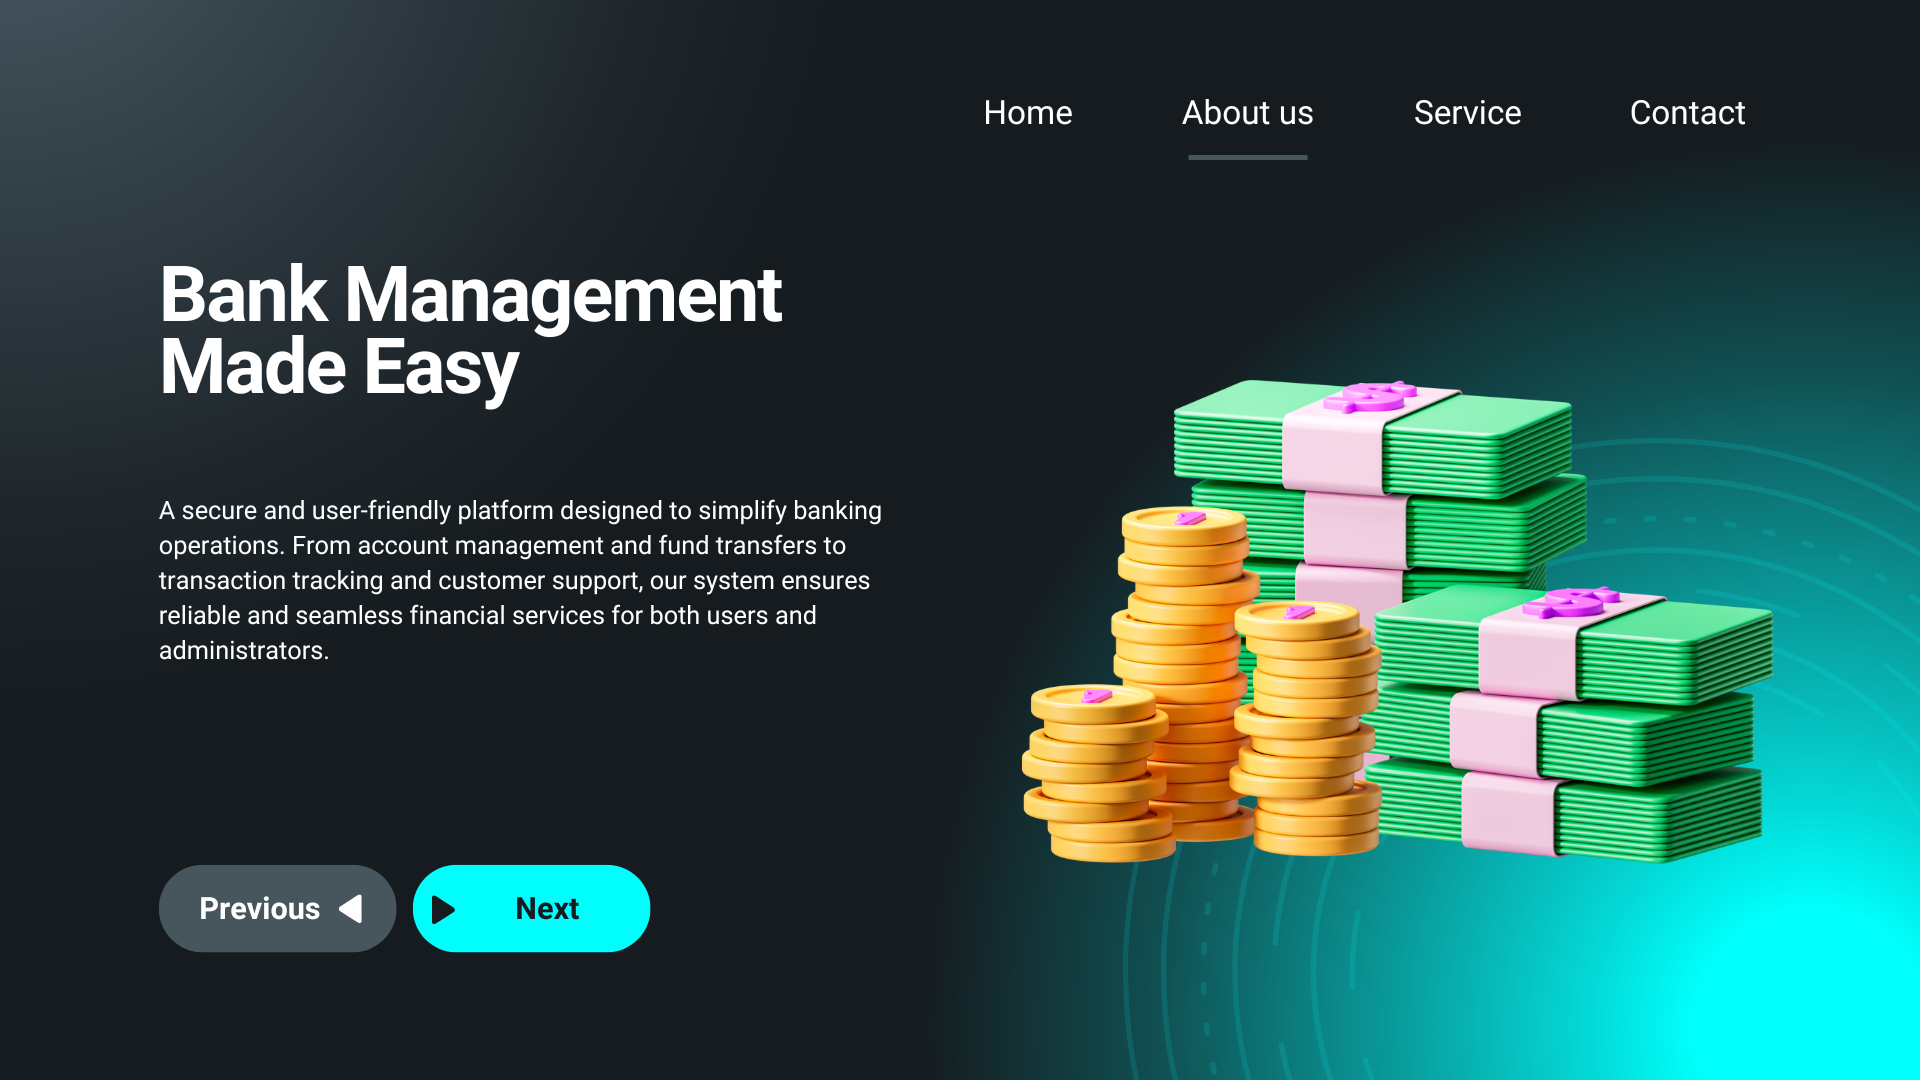 Home About us Service Contact
Bank Management
Made Easy
A secure and user-friendly platform designed to simplify banking
operations. From account management and fund transfers to
transaction tracking and customer support, our system ensures
reliable and seamless financial services for both users and
administrators.
Previous Next